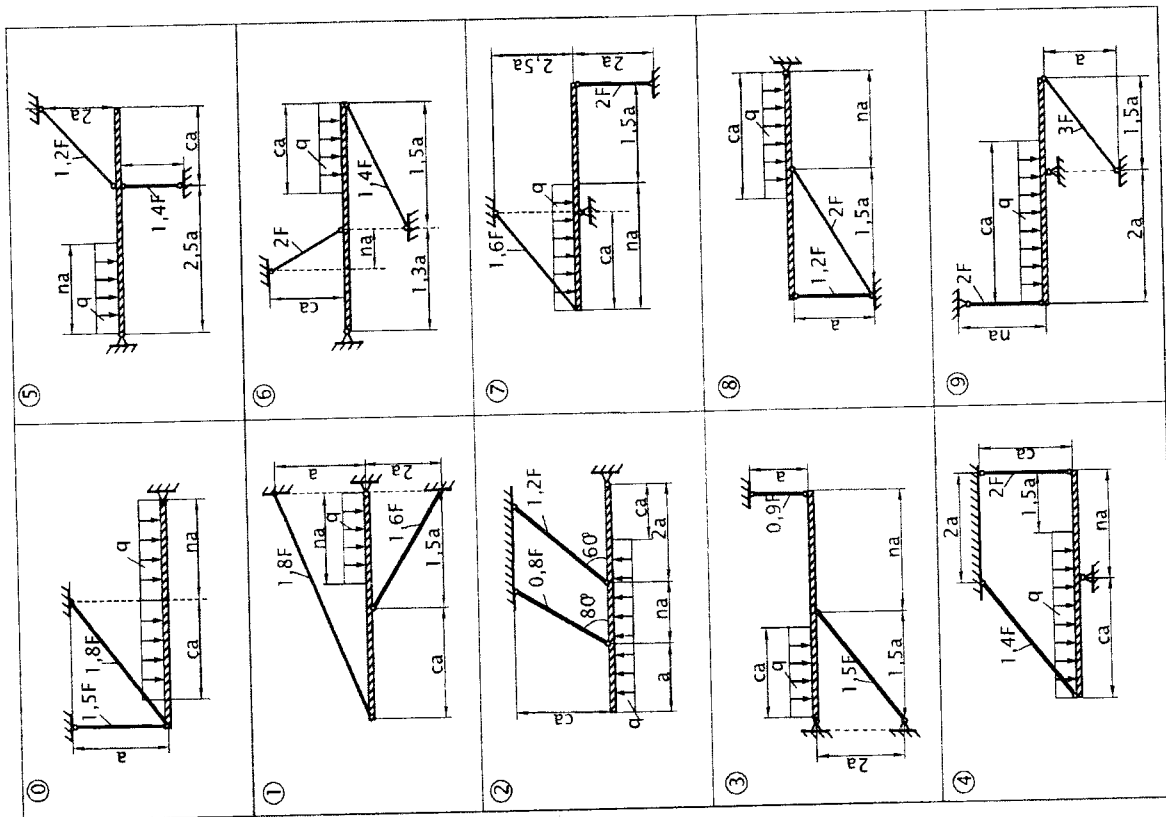 ⓪
1,5F
1,8F
a
q
ca
na
①
1,8F
na
q
a
2a
1,6F
ca
1,5a
②
0,8F
1,2F
80°
60°
ca
ca
q
a
na
2a
③
0,9F
a
ca
q
1,5F
2a
1,5a
na
④
2a
2F
1,5a
ca
1,4F
q
ca
na
⑤
na
q
1,2F
2a
1,4F
2,5a
ca
⑥
2F
ca
ca
q
na
1,4F
1,3a
1,5a
⑦
1,6F
2,5a
q
ca
na
1,5a
2F
2a
⑧
ca
q
1,2F
2F
a
1,5a
na
⑨
2F
na
ca
q
3F
a
2a
1,5a